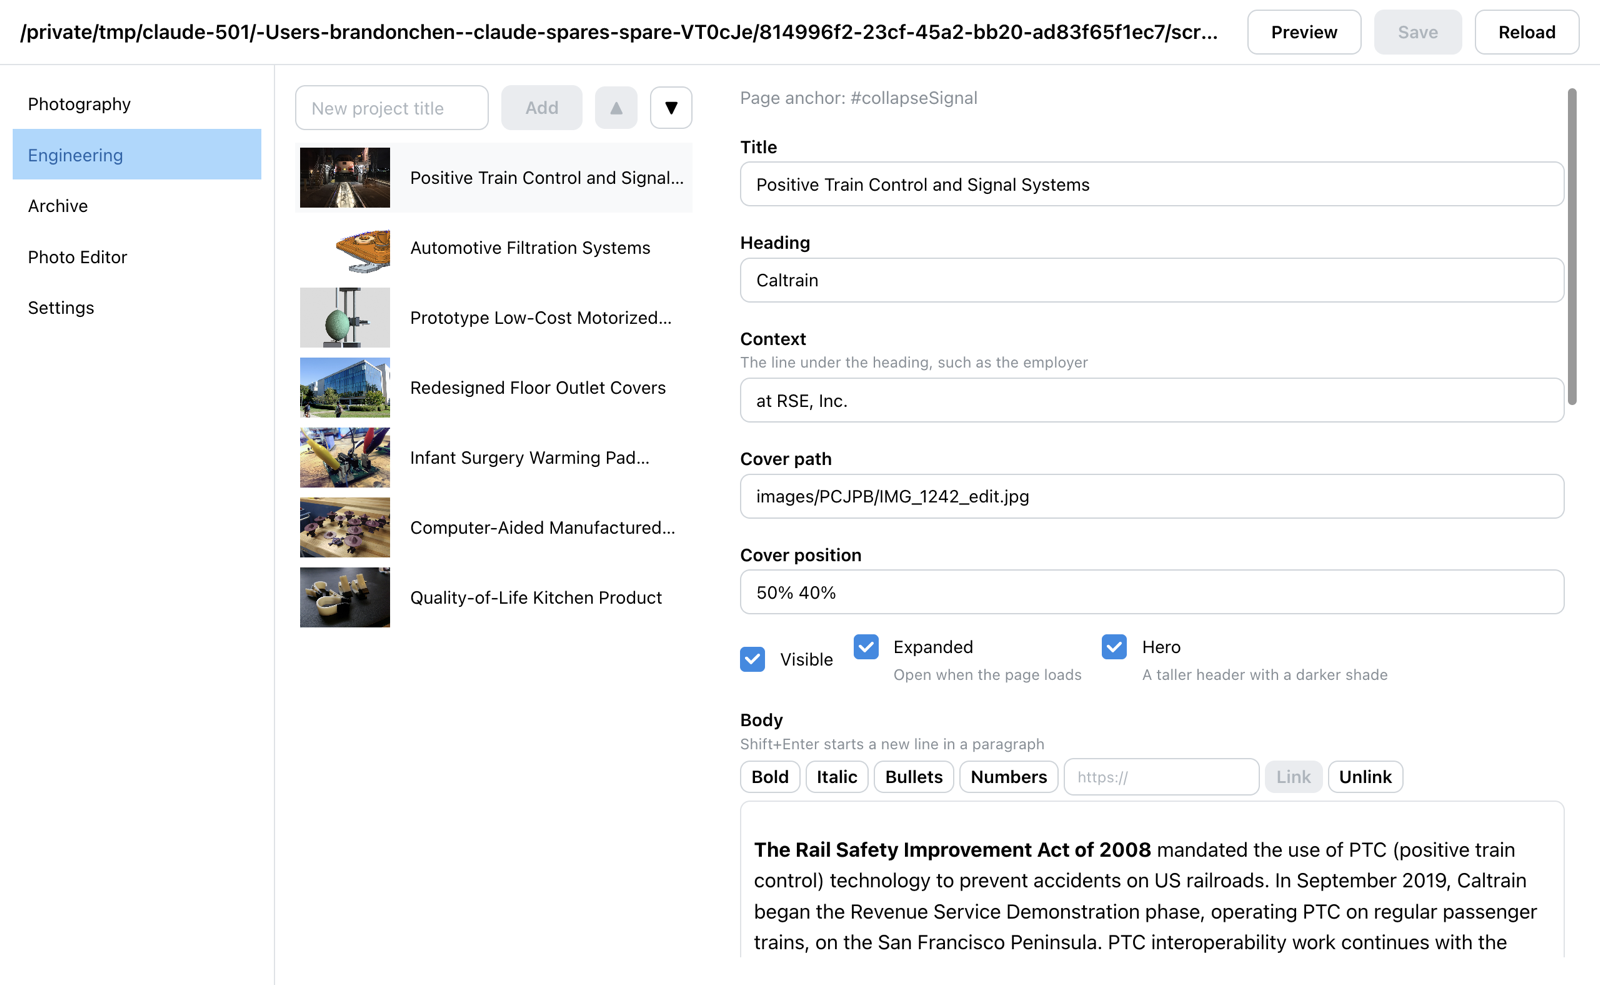 /private/tmp/claude-501/-Users-brandonchen--claude-spares-spare-VT0cJe/814996f2-23cf-45a2-bb20-ad83f65f1ec7/scr...
Preview
Save
Reload
Photography
Engineering
Archive
Photo Editor
Settings
New project title
Add
▲
▼
Positive Train Control and Signal...
Automotive Filtration Systems
Prototype Low-Cost Motorized...
Redesigned Floor Outlet Covers
Infant Surgery Warming Pad...
Computer-Aided Manufactured...
Quality-of-Life Kitchen Product
Page anchor: #collapseSignal
Title
Positive Train Control and Signal Systems
Heading
Caltrain
Context
The line under the heading, such as the employer
at RSE, Inc.
Cover path
images/PCJPB/IMG_1242_edit.jpg
Cover position
50% 40%
Visible
Expanded
Open when the page loads
Hero
A taller header with a darker shade
Body
Shift+Enter starts a new line in a paragraph
Bold
Italic
Bullets
Numbers
https://
Link
Unlink
The Rail Safety Improvement Act of 2008 mandated the use of PTC (positive train
control) technology to prevent accidents on US railroads. In September 2019, Caltrain
began the Revenue Service Demonstration phase, operating PTC on regular passenger
trains, on the San Francisco Peninsula. PTC interoperability work continues with the